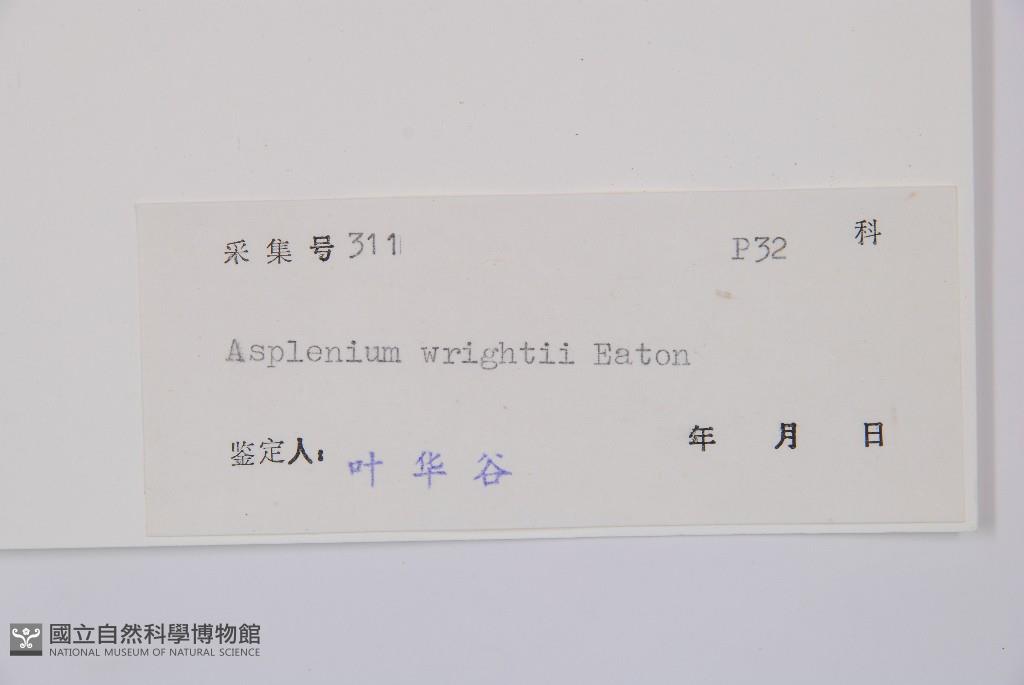 采集号 311 P32 科
Asplenium wrightii Eaton
鉴定人: 叶华谷 年 月 日
國立自然科學博物館
NATIONAL MUSEUM OF NATURAL SCIENCE